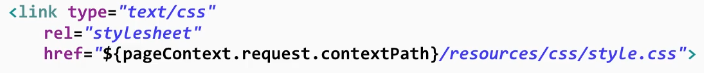 <link type="text/css"
rel="stylesheet"
href="${pageContext.request.contextPath}/resources/css/style.css">